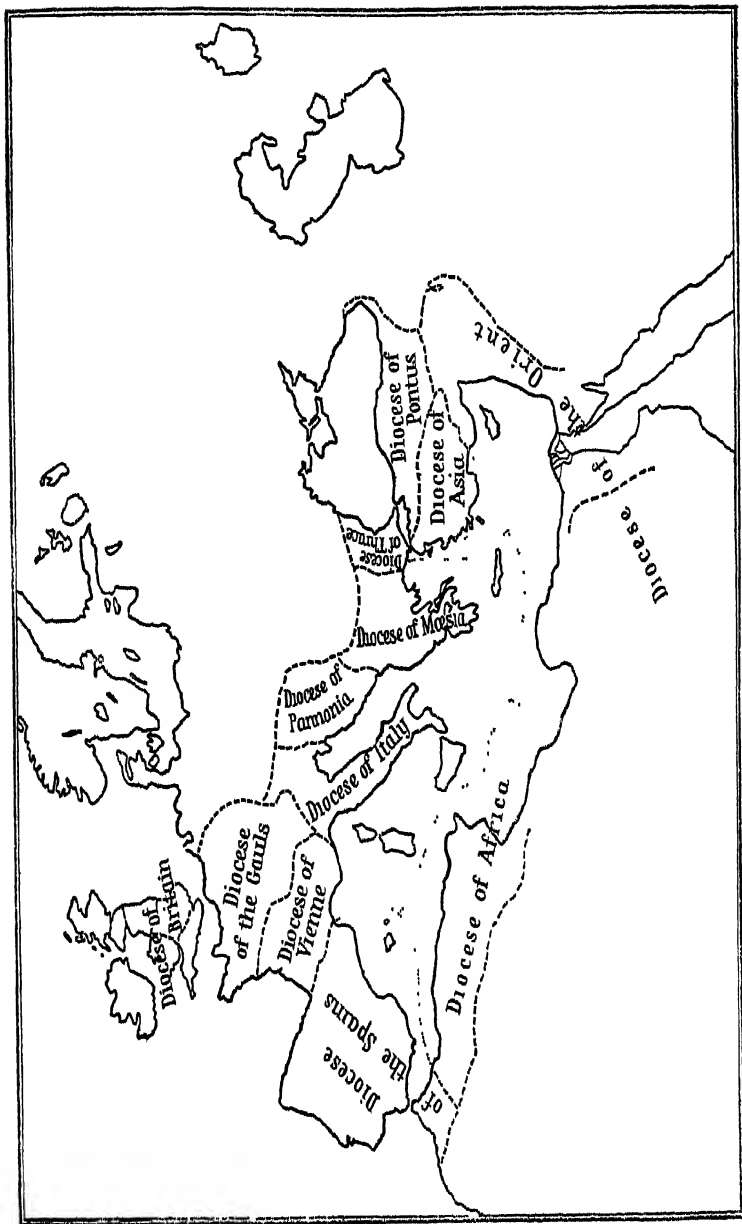 Diocese of
Britain
Diocese
of the Gauls
Diocese of
Vienne
Diocese
of
the Spains
Diocese of Italy
Diocese of
Pannonia
Diocese of Mœsia
Diocese
of Thrace
Diocese of
Pontus
Diocese of
Asia
Diocese of the Orient
Diocese of Africa